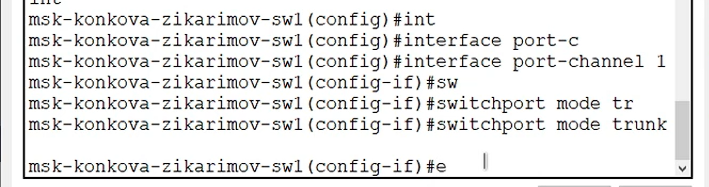 msk-konkova-zikarimov-sw1(config)#int
msk-konkova-zikarimov-sw1(config)#interface port-c
msk-konkova-zikarimov-sw1(config)#interface port-channel 1
msk-konkova-zikarimov-sw1(config-if)#sw
msk-konkova-zikarimov-sw1(config-if)#switchport mode tr
msk-konkova-zikarimov-sw1(config-if)#switchport mode trunk
msk-konkova-zikarimov-sw1(config-if)#e